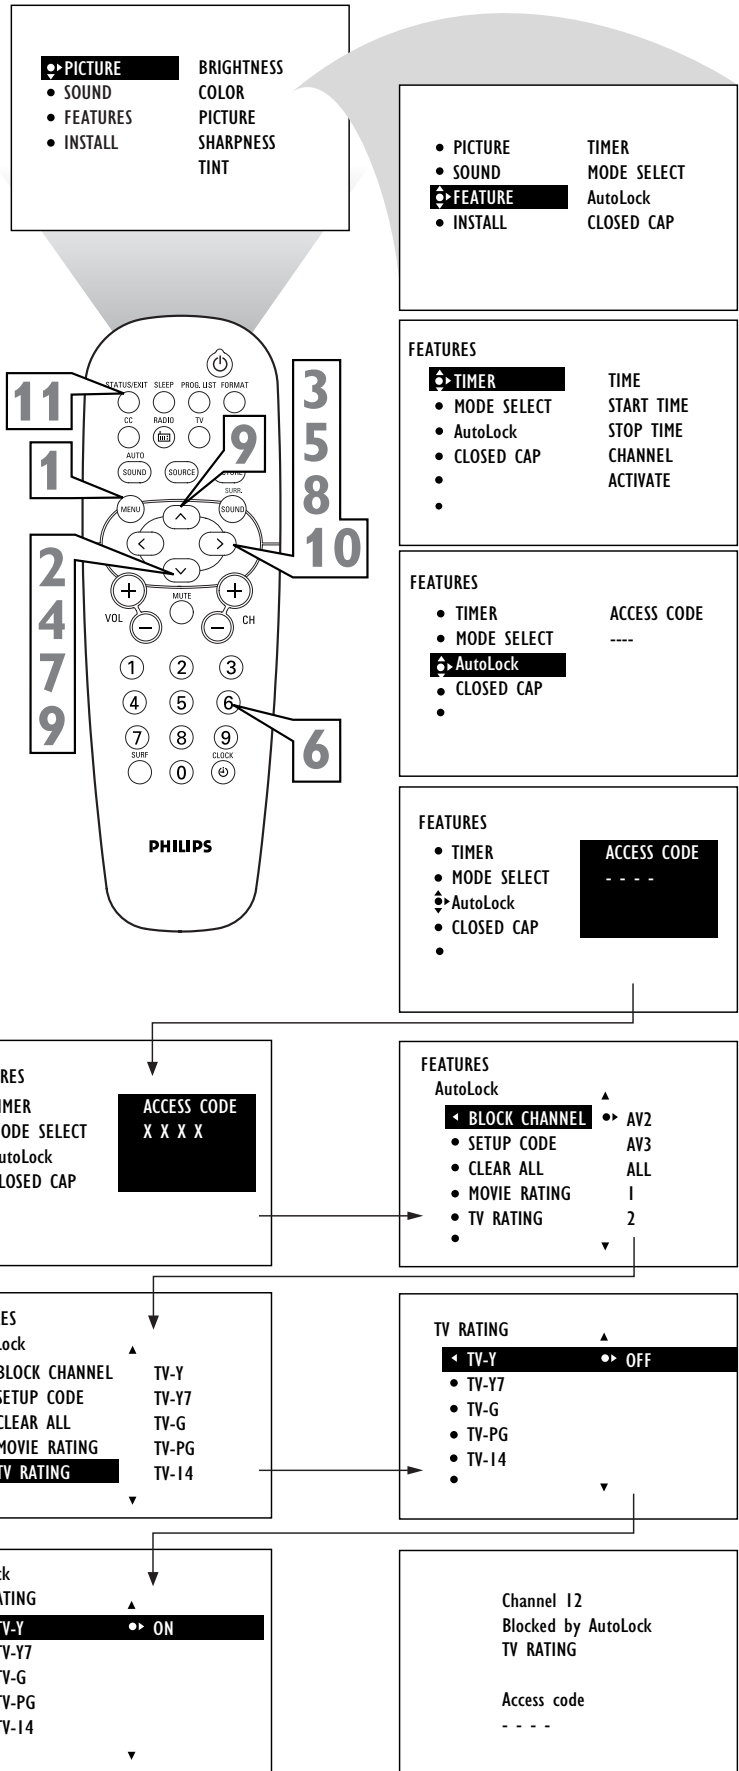 PICTURE BRIGHTNESS
SOUND COLOR
FEATURES PICTURE
INSTALL SHARPNESS
TINT
PICTURE TIMER
SOUND MODE SELECT
FEATURE AutoLock
INSTALL CLOSED CAP
FEATURES
TIMER TIME
MODE SELECT START TIME
AutoLock STOP TIME
CLOSED CAP CHANNEL
ACTIVATE
FEATURES
TIMER ACCESS CODE
MODE SELECT ----
AutoLock
CLOSED CAP
FEATURES
TIMER ACCESS CODE
MODE SELECT - - - -
AutoLock
CLOSED CAP
STATUS/EXIT SLEEP PROG. LIST FORMAT
CC RADIO TV
AUTO
SOUND SOURCE
SURR.
MENU SOUND
MUTE
VOL CH
1 2 3
4 5 6
7 8 9
SURF CLOCK
0
PHILIPS
11
1
2
4
7
9
9
3
5
8
10
6
RES
IMER ACCESS CODE
ODE SELECT X X X X
utoLock
LOSED CAP
FEATURES
AutoLock
BLOCK CHANNEL AV2
SETUP CODE AV3
CLEAR ALL ALL
MOVIE RATING 1
TV RATING 2
ES
ock
BLOCK CHANNEL TV-Y
SETUP CODE TV-Y7
CLEAR ALL TV-G
MOVIE RATING TV-PG
TV RATING TV-14
TV RATING
TV-Y OFF
TV-Y7
TV-G
TV-PG
TV-14
ck
ATING
TV-Y ON
TV-Y7
TV-G
TV-PG
TV-14
Channel 12
Blocked by AutoLock
TV RATING
Access code
- - - -